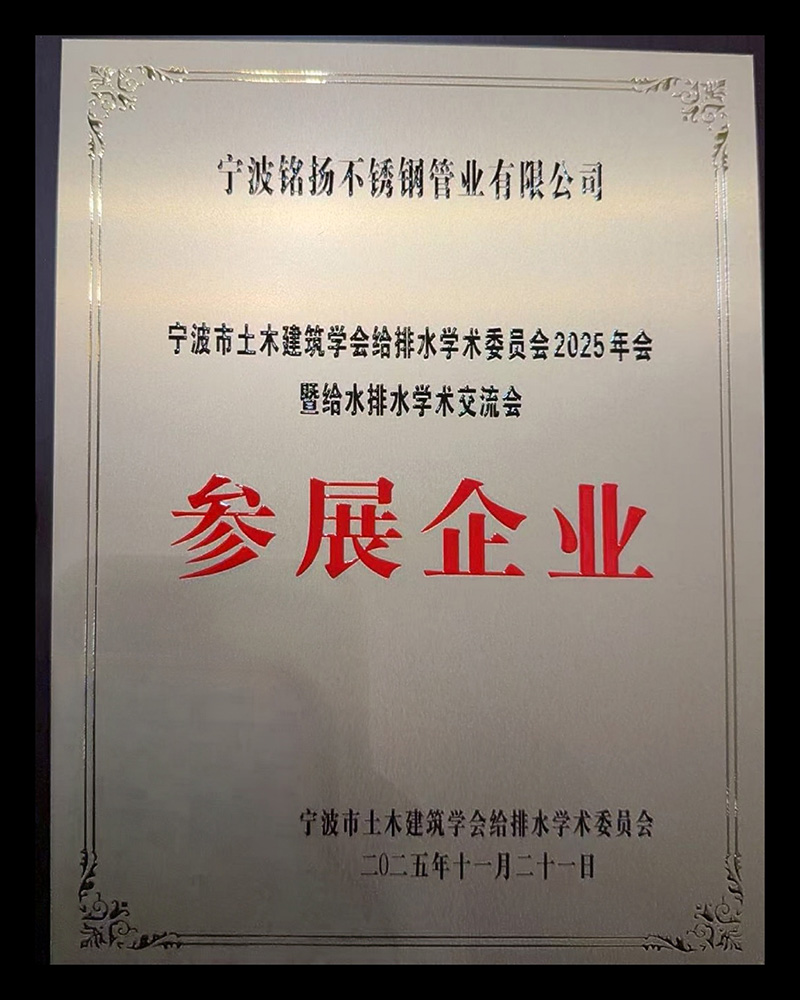 宁波铭扬不锈钢管业有限公司
宁波市土木建筑学会给排水学术委员会2025年会
暨给水排水学术交流会
参展企业
宁波市土木建筑学会给排水学术委员会
二〇二五年十一月二十一日